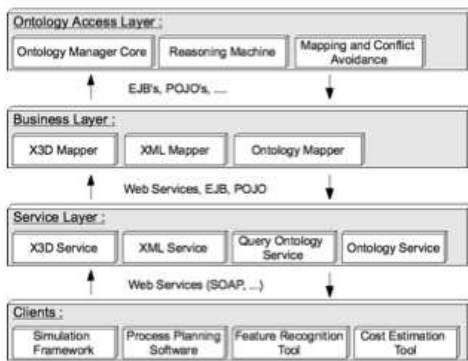 Ontology Access Layer :
Ontology Manager Core
Reasoning Machine
Mapping and Conflict
Avoidance
EJB's, POJO's, ....
Business Layer :
X3D Mapper
XML Mapper
Ontology Mapper
Web Services, EJB, POJO
Service Layer :
X3D Service
XML Service
Query Ontology
Service
Ontology Service
Web Services (SOAP, ...)
Clients :
Simulation
Framework
Process Planning
Software
Feature Recognition
Tool
Cost Estimation
Tool